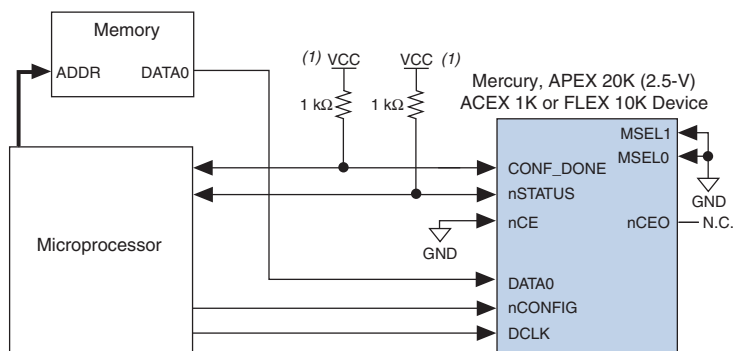 Memory
ADDR DATA0
(1) VCC
VCC (1)
1 kΩ
1 kΩ
Mercury, APEX 20K (2.5-V)
ACEX 1K or FLEX 10K Device
MSEL1
MSEL0
GND
CONF_DONE
nSTATUS
nCE
GND
nCEO N.C.
Microprocessor
DATA0
nCONFIG
DCLK